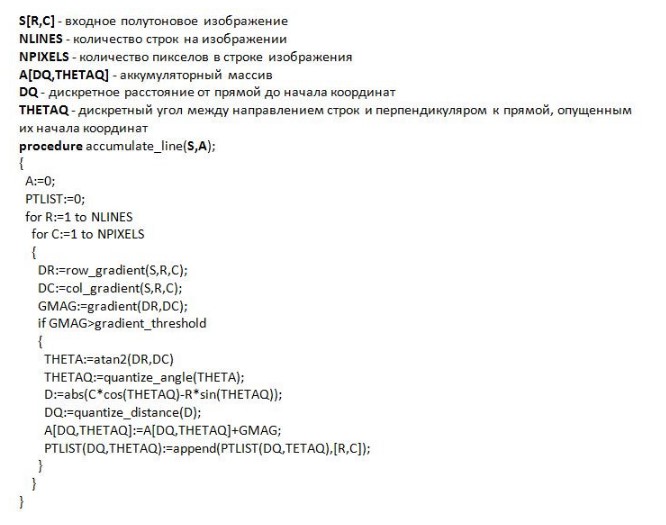 S[R,C] - входное полутоновое изображение
NLINES - количество строк на изображении
NPIXELS - количество пикселов в строке изображения
A[DQ,THETAQ] - аккумуляторный массив
DQ - дискретное расстояние от прямой до начала координат
THETAQ - дискретный угол между направлением строк и перпендикуляром к прямой, опущенным
их начала координат
procedure accumulate_line(S,A);
{
A:=0;
PTLIST:=0;
for R:=1 to NLINES
for C:=1 to NPIXELS
{
DR:=row_gradient(S,R,C);
DC:=col_gradient(S,R,C);
GMAG:=gradient(DR,DC);
if GMAG>gradient_threshold
{
THETA:=atan2(DR,DC)
THETAQ:=quantize_angle(THETA);
D:=abs(C*cos(THETAQ)-R*sin(THETAQ));
DQ:=quantize_distance(D);
A[DQ,THETAQ]:=A[DQ,THETAQ]+GMAG;
PTLIST(DQ,THETAQ):=append(PTLIST(DQ,TETAQ),[R,C]);
}
}
}